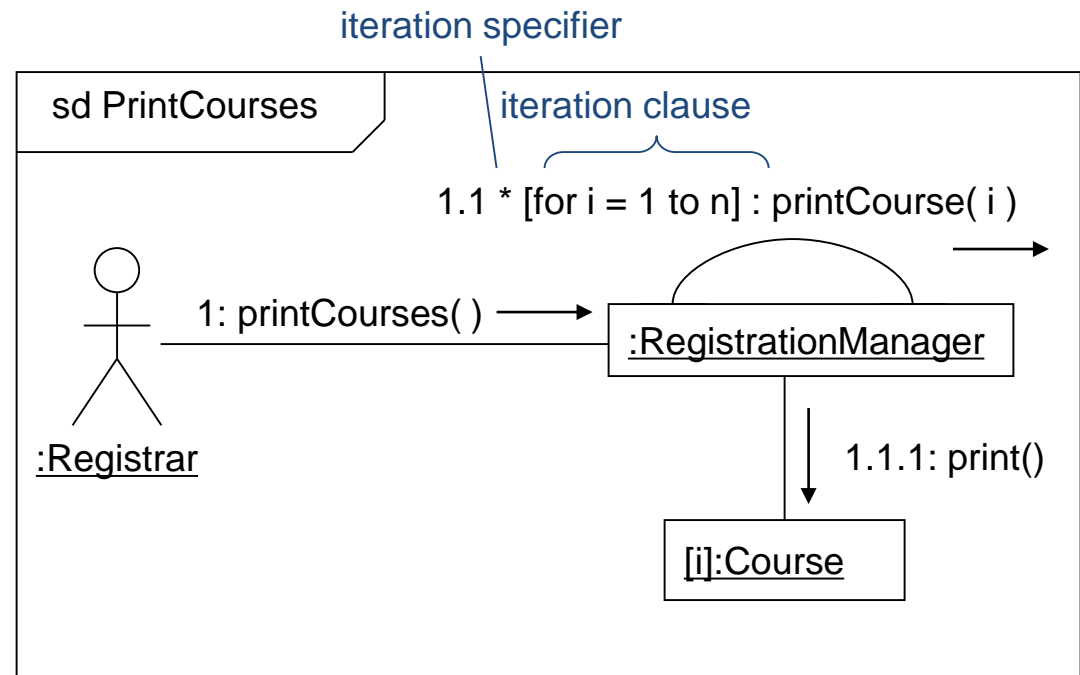 iteration specifier
sd PrintCourses
iteration clause
1.1 * [for i = 1 to n] : printCourse( i )
1: printCourses( )
:RegistrationManager
:Registrar
1.1.1: print()
[i]:Course